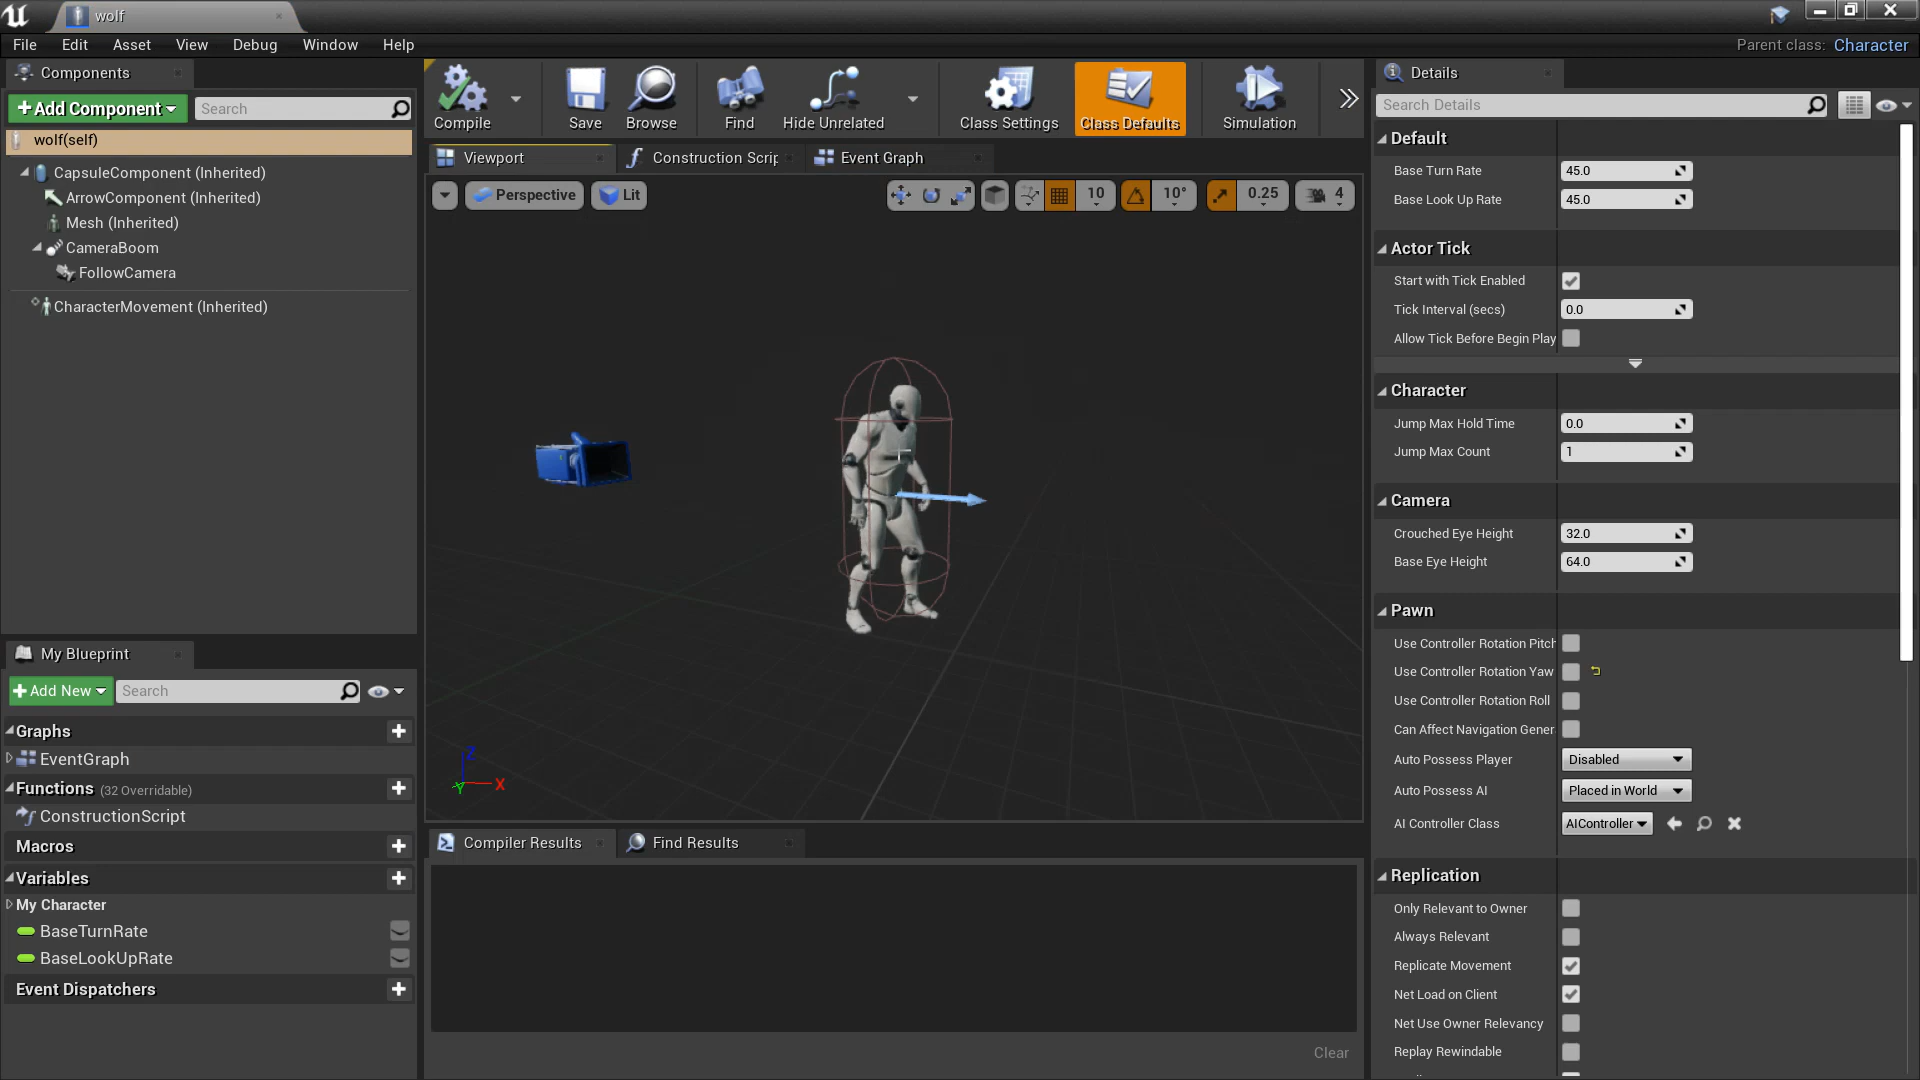 wolf
File Edit Asset View Debug Window Help
Parent class: Character
Components
Add Component
Search
wolf(self)
CapsuleComponent (Inherited)
ArrowComponent (Inherited)
Mesh (Inherited)
CameraBoom
FollowCamera
CharacterMovement (Inherited)
My Blueprint
Add New
Search
Graphs
EventGraph
Functions (32 Overridable)
ConstructionScript
Macros
Variables
My Character
BaseTurnRate
BaseLookUpRate
Event Dispatchers
Compile Save Browse Find Hide Unrelated Class Settings Class Defaults Simulation
Viewport Construction Scrip Event Graph
Perspective Lit 10 10° 0.25 4
Z
Y X
Compiler Results Find Results
Clear
Details
Search Details
Default
Base Turn Rate 45.0
Base Look Up Rate 45.0
Actor Tick
Start with Tick Enabled
Tick Interval (secs) 0.0
Allow Tick Before Begin Play
Character
Jump Max Hold Time 0.0
Jump Max Count 1
Camera
Crouched Eye Height 32.0
Base Eye Height 64.0
Pawn
Use Controller Rotation Pitch
Use Controller Rotation Yaw
Use Controller Rotation Roll
Can Affect Navigation Gener
Auto Possess Player Disabled
Auto Possess AI Placed in World
AI Controller Class AIController
Replication
Only Relevant to Owner
Always Relevant
Replicate Movement
Net Load on Client
Net Use Owner Relevancy
Replay Rewindable